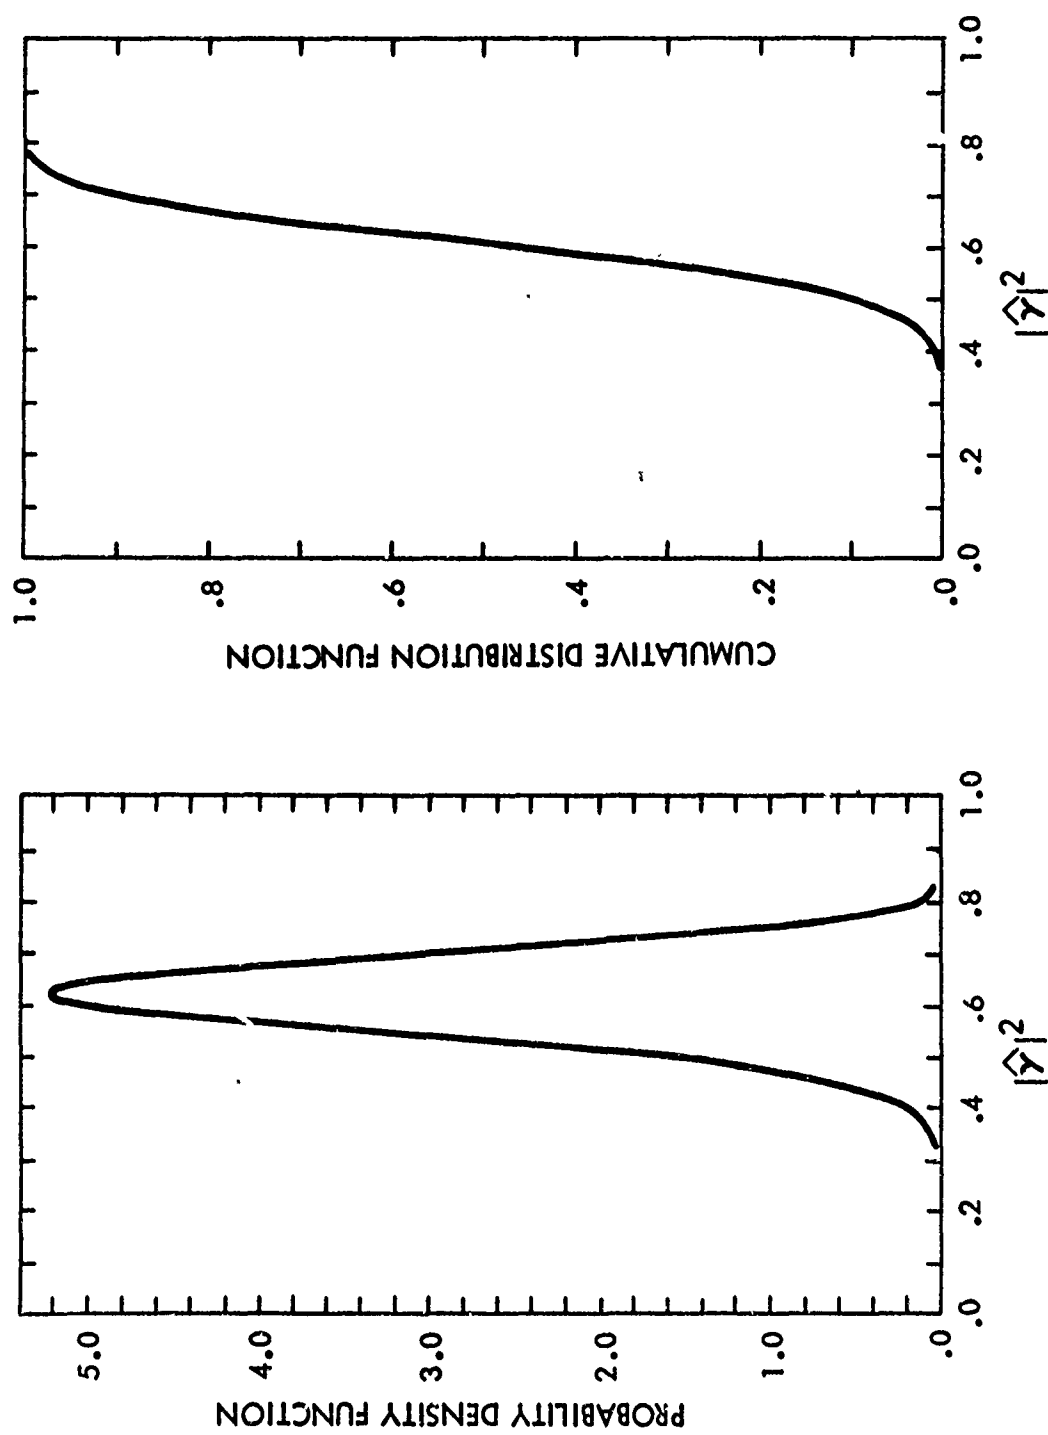 PROBABILITY DENSITY FUNCTION
5.0
4.0
3.0
2.0
1.0
.0
.0 .2 .4 .6 .8 1.0
|γ̂|²
CUMULATIVE DISTRIBUTION FUNCTION
1.0
.8
.6
.4
.2
.0
.0 .2 .4 .6 .8 1.0
|γ̂|²